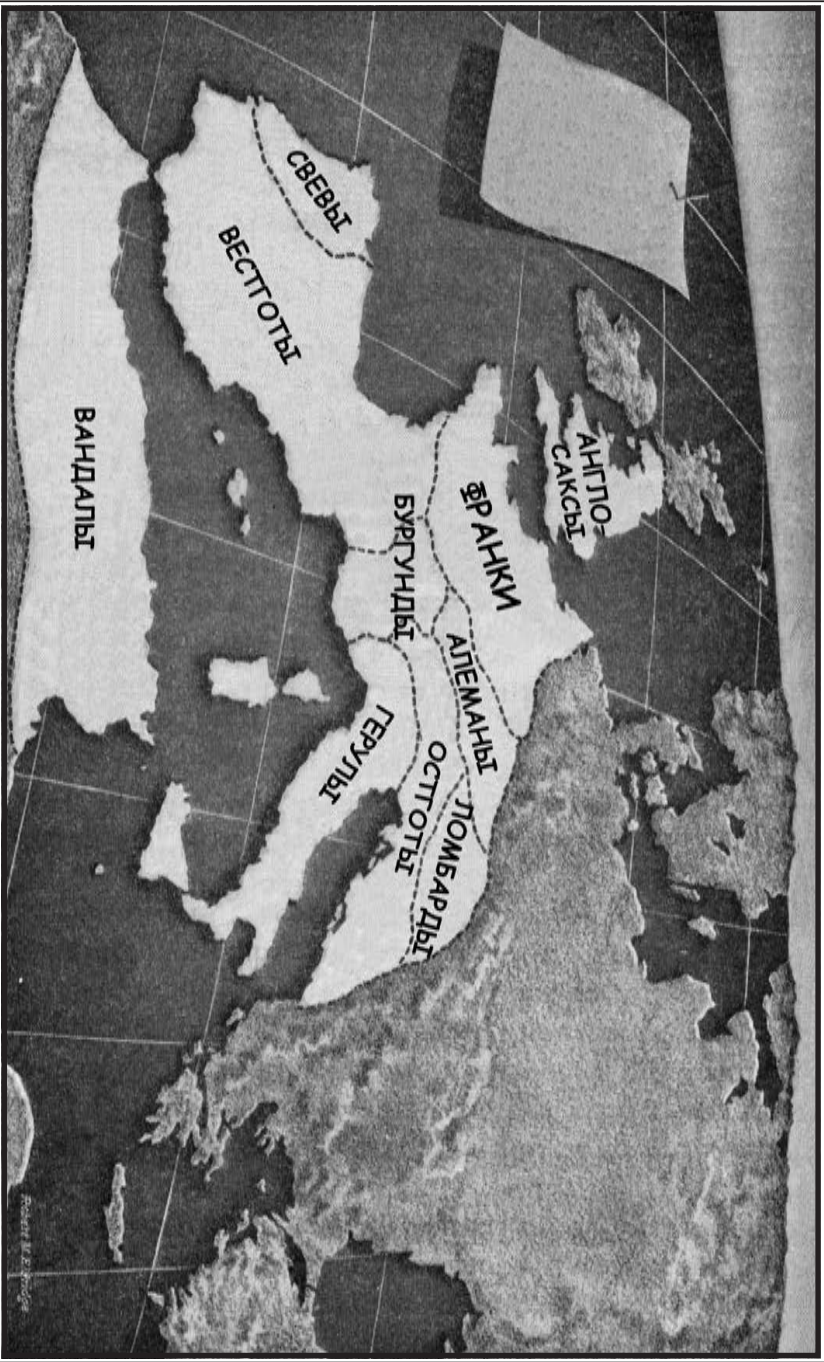 СВЕВЫ
ВЕСТГОТЫ
ВАНДАЛЫ
АНГЛО-
САКСЫ
ФРАНКИ
БУРГУНДЫ
АЛЕМАНЫ
ГЕРУЛЫ
ОСТГОТЫ
ЛОМБАРДЫ